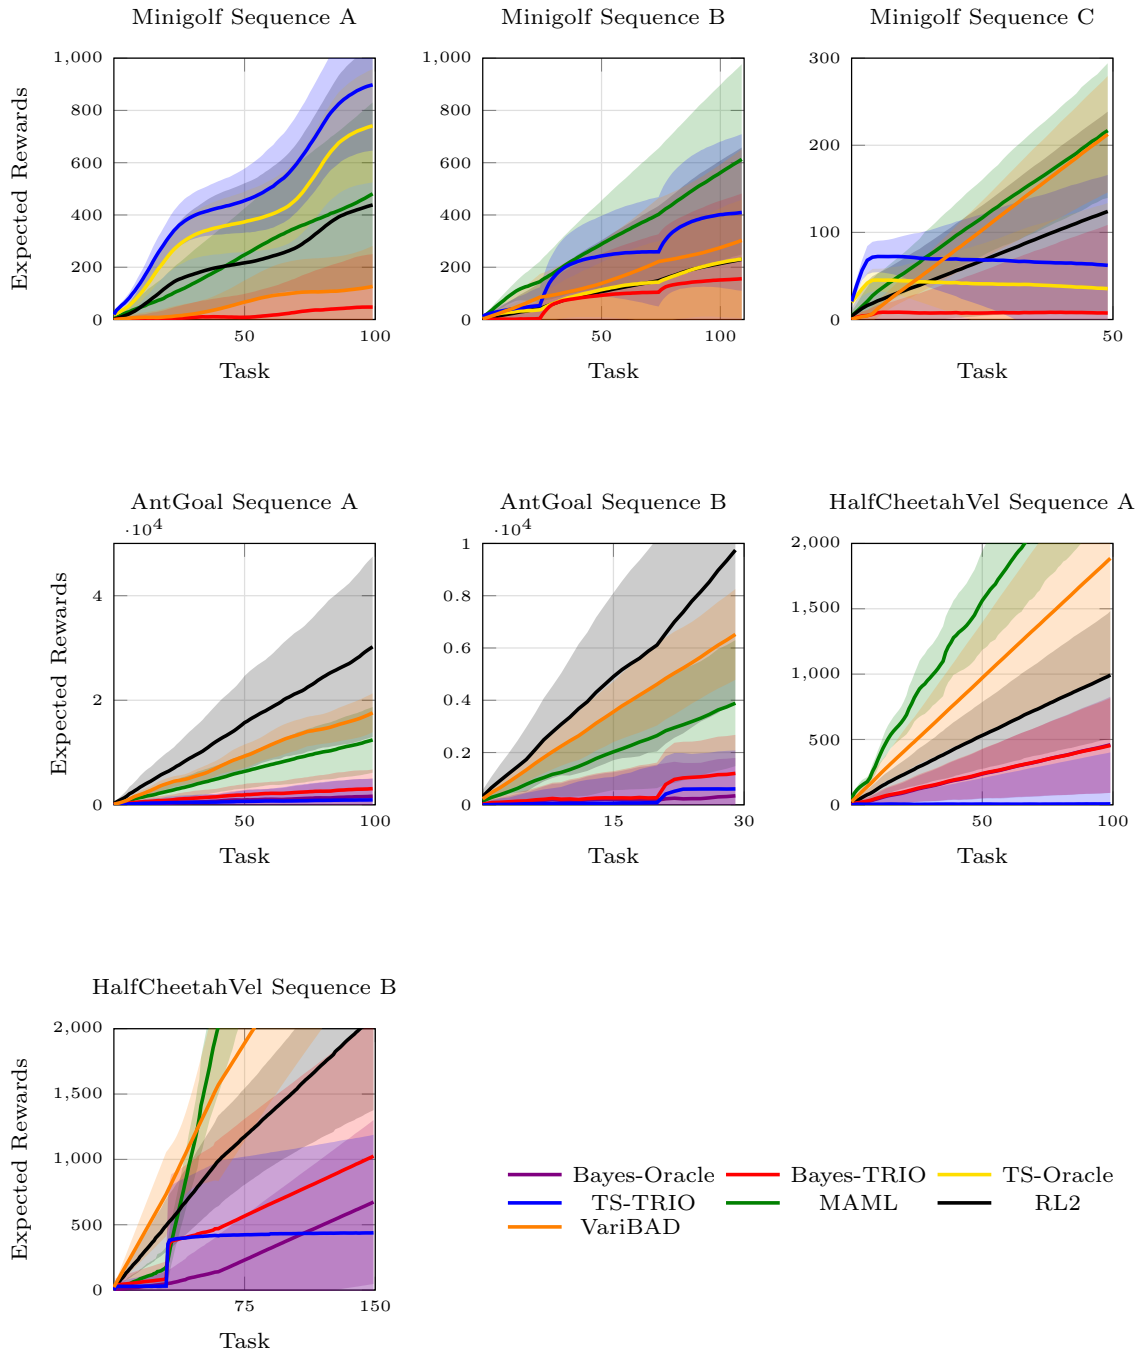 Minigolf Sequence A
Minigolf Sequence B
Minigolf Sequence C
Expected Rewards
1,000
800
600
400
200
0
50
100
Task
1,000
800
600
400
200
0
50
100
Task
300
200
100
0
50
Task
AntGoal Sequence A
AntGoal Sequence B
HalfCheetahVel Sequence A
Expected Rewards
·10⁴
4
2
0
50
100
Task
·10⁴
1
0.8
0.6
0.4
0.2
0
15
30
Task
2,000
1,500
1,000
500
0
50
100
Task
HalfCheetahVel Sequence B
Expected Rewards
2,000
1,500
1,000
500
0
75
150
Task
Bayes-Oracle Bayes-TRIO TS-Oracle
TS-TRIO MAML RL2
VariBAD